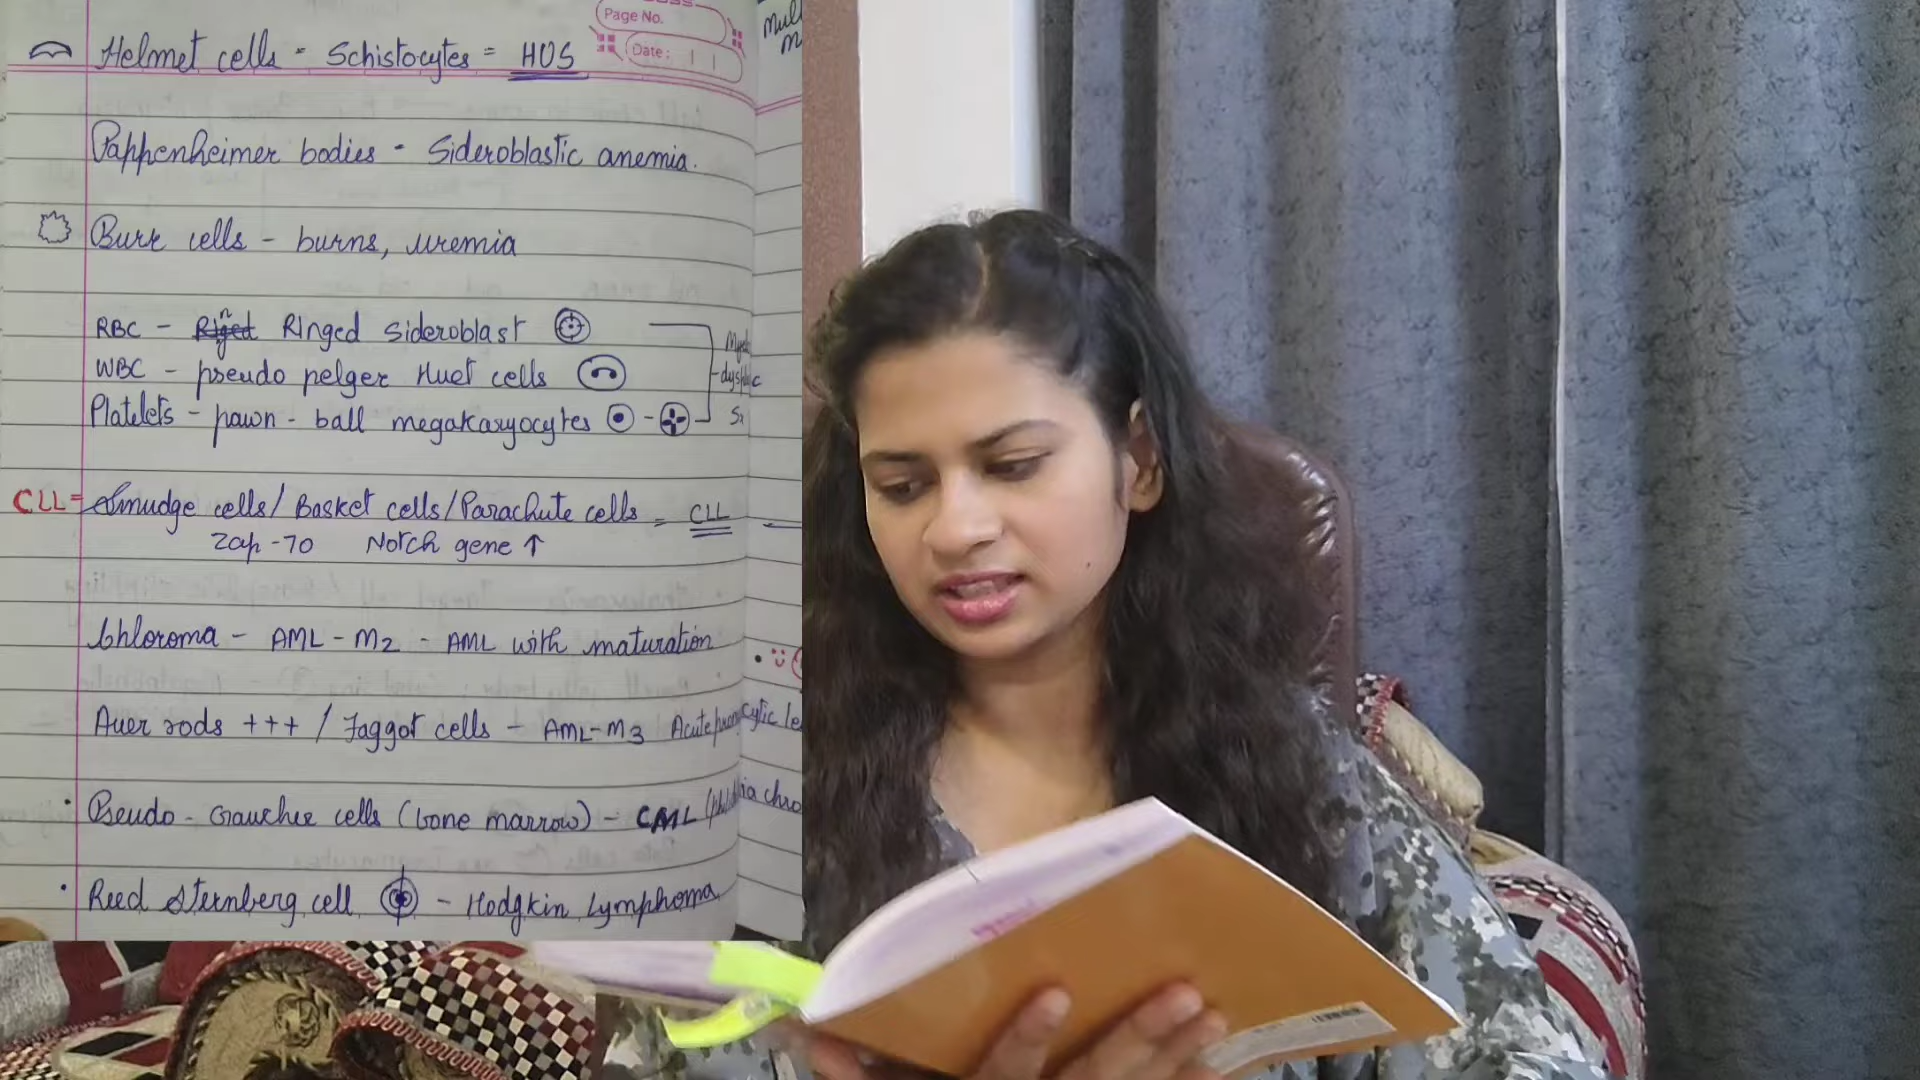 Page No.
Date:
Helmet cells - Schistocytes = HUS
Pappenheimer bodies - Sideroblastic anemia.
Burr cells - burns, uremia
RBC - Ringed sideroblast
WBC - pseudo pelger Huet cells
Platelets - pawn - ball megakaryocytes
CLL = Smudge cells/ Basket cells/Parachute cells = CLL
Zap -70 Notch gene ↑
Chloroma - AML - M2 - AML with maturation
Auer rods +++ / Faggot cells - AML-M3
Pseudo - Gaucher cells (bone marrow) - CML
Reed Sternberg cell - Hodgkin Lymphoma